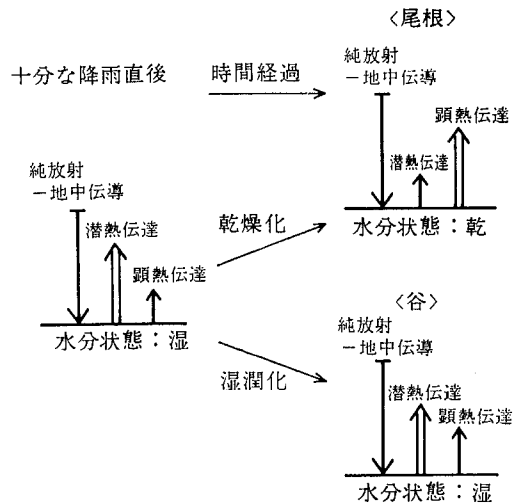 十分な降雨直後
時間経過
純放射
－地中伝導
潜熱伝達
顕熱伝達
水分状態：湿
乾燥化
湿潤化
〈尾根〉
純放射
－地中伝導
潜熱伝達
顕熱伝達
水分状態：乾
〈谷〉
純放射
－地中伝導
潜熱伝達
顕熱伝達
水分状態：湿